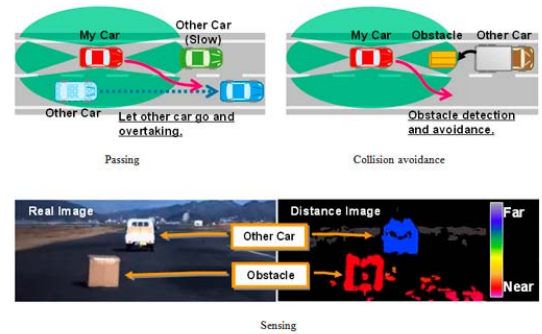 My Car
Other Car
(Slow)
Other Car
Let other car go and
overtaking.
Passing
My Car
Obstacle
Other Car
Obstacle detection
and avoidance.
Collision avoidance
Real Image
Distance Image
Other Car
Obstacle
Far
Near
Sensing